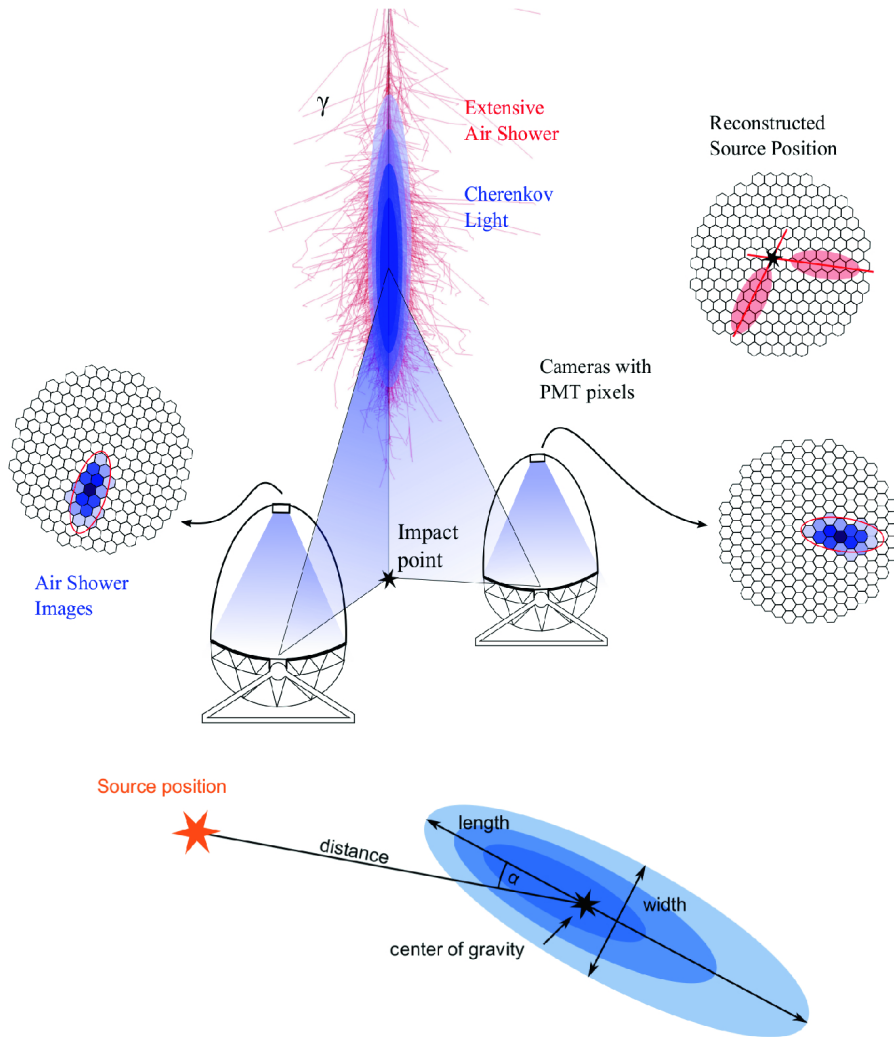 γ
Extensive
Air Shower
Cherenkov
Light
Reconstructed
Source Position
Cameras with
PMT pixels
Impact
point
Air Shower
Images
Source position
distance
length
α
width
center of gravity